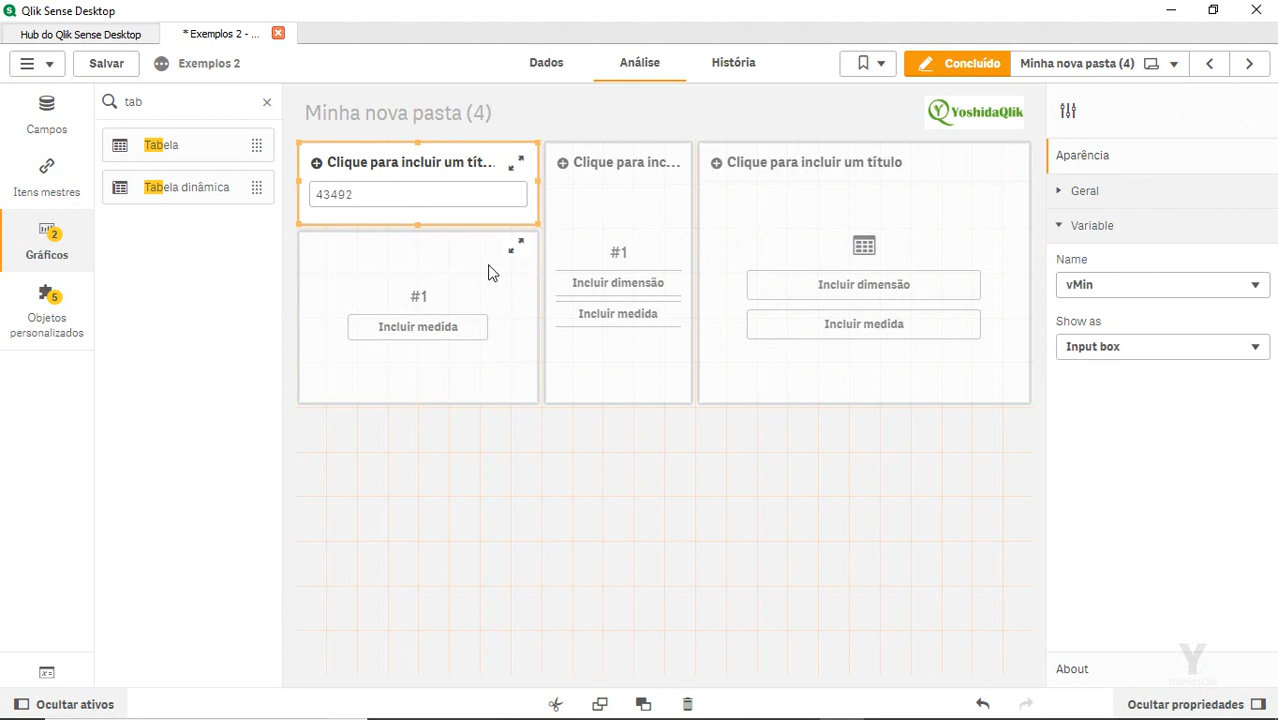 Qlik Sense Desktop
Hub do Qlik Sense Desktop
* Exemplos 2 - ...
Salvar
Exemplos 2
Dados
Análise
História
Concluído
Minha nova pasta (4)
Campos
Itens mestres
2
Gráficos
5
Objetos
personalizados
tab
Tabela
Tabela dinâmica
Minha nova pasta (4)
YoshidaQlik
Clique para incluir um tít...
43492
#1
Incluir medida
Clique para inc...
#1
Incluir dimensão
Incluir medida
Clique para incluir um título
Incluir dimensão
Incluir medida
Aparência
Geral
Variable
Name
vMin
Show as
Input box
About
Y
YoshidaQlik
Ocultar ativos
Ocultar propriedades